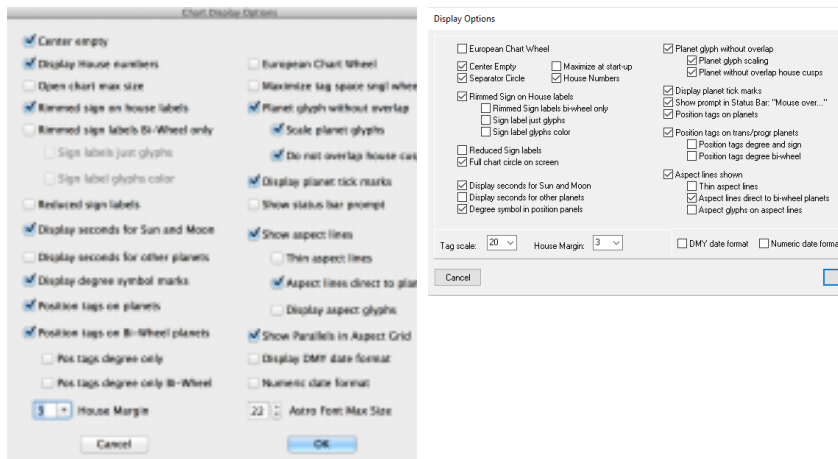 Chart Display Options
Center empty
Display House numbers
Open chart max size
Rimmed sign on house labels
Rimmed sign labels Bi-Wheel only
Sign labels just glyphs
Sign label glyphs color
Reduced sign labels
Display seconds for Sun and Moon
Display seconds for other planets
Display degree symbol marks
Position tags on planets
Position tags on Bi-Wheel planets
Pos tags degree only
Pos tags degree only Bi-Wheel
3 House Margin
Cancel
European Chart Wheel
Maximize tag space sngl whee
Planet glyph without overlap
Scale planet glyphs
Do not overlap house cus
Display planet tick marks
Show status bar prompt
Show aspect lines
Thin aspect lines
Aspect lines direct to plan
Display aspect glyphs
Show Parallels in Aspect Grid
Display DMY date format
Numeric date format
22 Astro Font Max Size
OK
Display Options
European Chart Wheel
Center Empty Maximize at start-up
Separator Circle House Numbers
Rimmed Sign on House labels
Rimmed Sign labels bi-wheel only
Sign label just glyphs
Sign label glyphs color
Reduced Sign labels
Full chart circle on screen
Display seconds for Sun and Moon
Display seconds for other planets
Degree symbol in position panels
Planet glyph without overlap
Planet glyph scaling
Planet without overlap house cusps
Display planet tick marks
Show prompt in Status Bar: "Mouse over..."
Position tags on planets
Position tags on trans/progr planets
Position tags degree and sign
Position tags degree bi-wheel
Aspect lines shown
Thin aspect lines
Aspect lines direct to bi-wheel planets
Aspect glyphs on aspect lines
Tag scale: 20 House Margin: 3 DMY date format Numeric date forma
Cancel